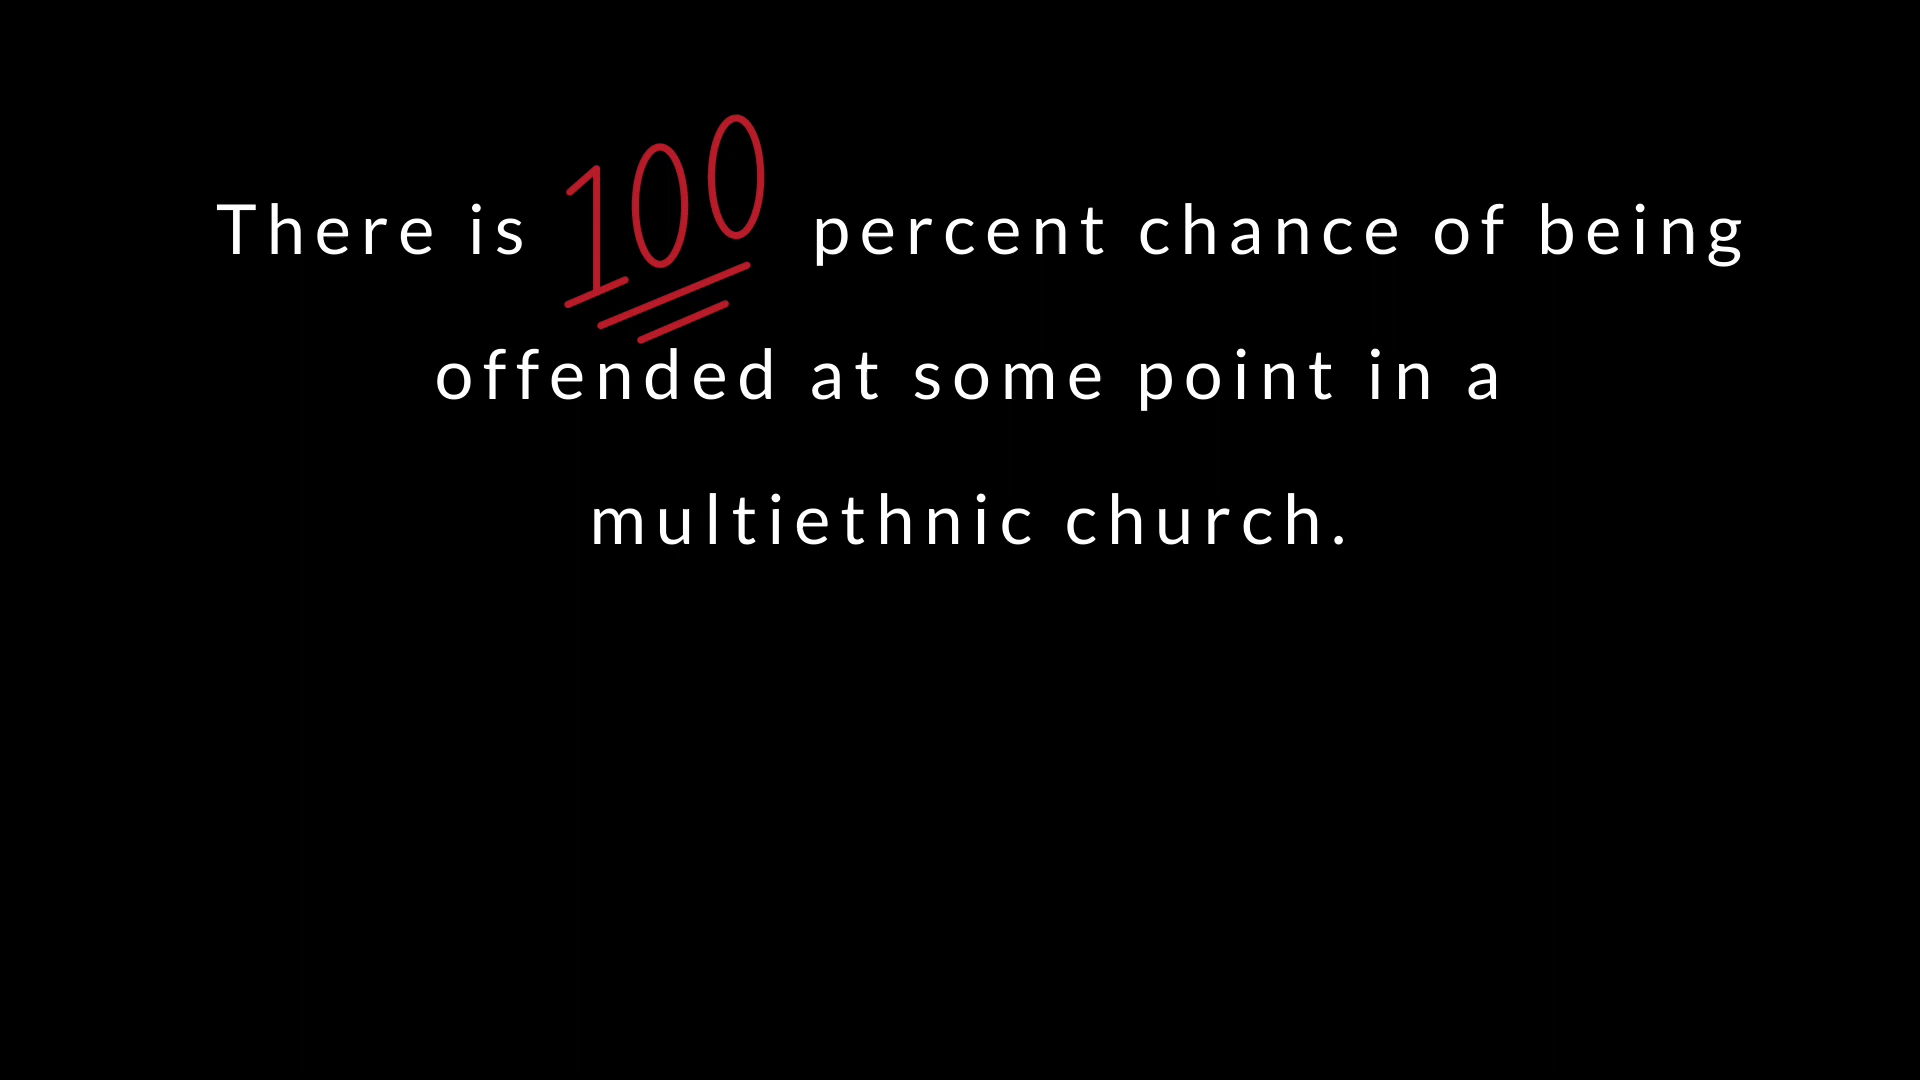 There is 100 percent chance of being
offended at some point in a
multiethnic church.